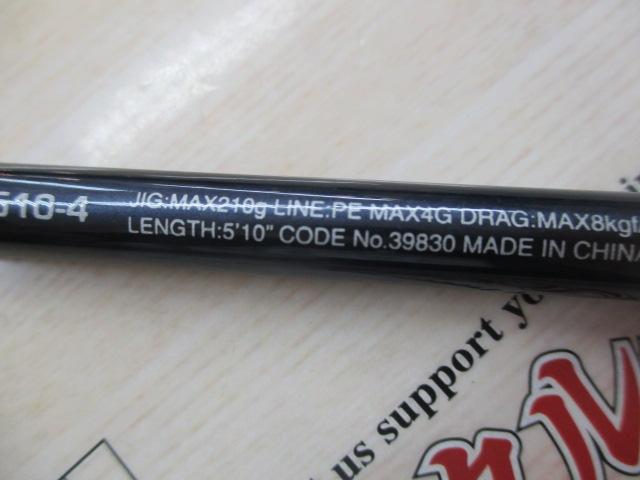 510-4
JIG:MAX210g LINE:PE MAX4G DRAG:MAX8kgf
LENGTH:5'10" CODE No.39830 MADE IN CHINA
us support